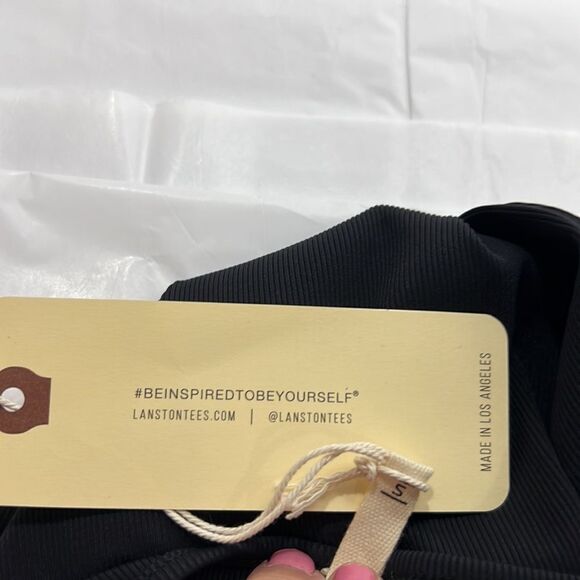 #BEINSPIREDTOBEYOURSELF®
LANSTONTEES.COM | @LANSTONTEES
MADE IN LOS ANGELES
S